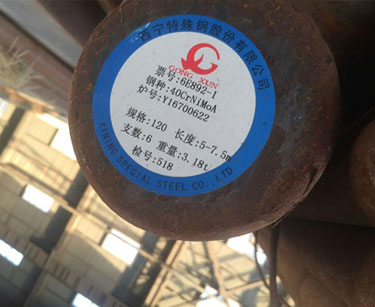 西宁特殊钢股份有限公司
GONG XUN
票号:6E892-1
钢种:40CrNiMoA
炉号:Y16700622
规格:120 长度:5-7.5m
支数:6 重量:3.18t
检号:518
XINING SPECIAL STEEL CO.,LTD